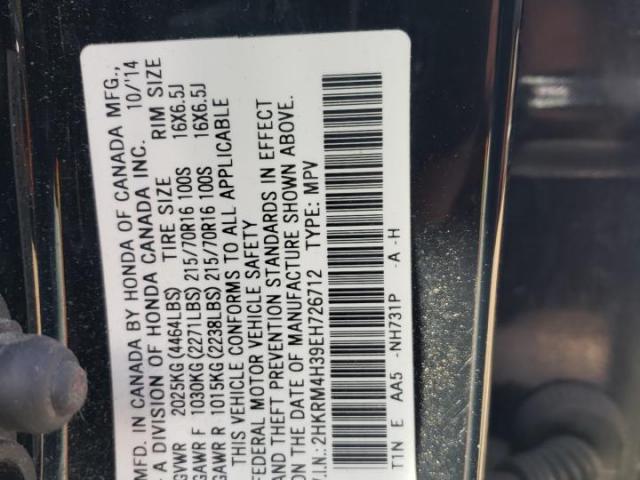 MFD. IN CANADA BY HONDA OF CANADA MFG.,
A DIVISION OF HONDA CANADA INC. 10/14
GVWR 2025KG(4464LBS) TIRE SIZE RIM SIZE
GAWR F 1030KG(2271LBS)215/70R16 100S 16X6.5J
GAWR R 1015KG(2238LBS)215/70R16 100S 16X6.5J
THIS VEHICLE CONFORMS TO ALL APPLICABLE
FEDERAL MOTOR VEHICLE SAFETY
AND THEFT PREVENTION STANDARDS IN EFFECT
ON THE DATE OF MANUFACTURE SHOWN ABOVE.
V.I.N.: 2HKRM4H39EH726712 TYPE: MPV
T1N E AA5 -NH731P -A -H